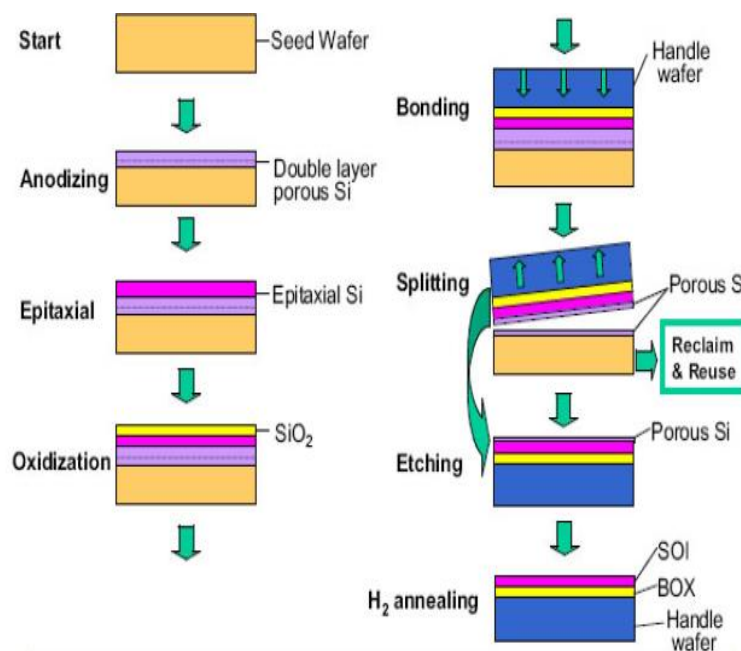 Start
Seed Wafer
Anodizing
Double layer
porous Si
Epitaxial
Epitaxial Si
Oxidization
SiO₂
Handle
wafer
Bonding
Splitting
Porous S
Reclaim
& Reuse
Porous Si
Etching
SOI
BOX
H₂ annealing
Handle
wafer